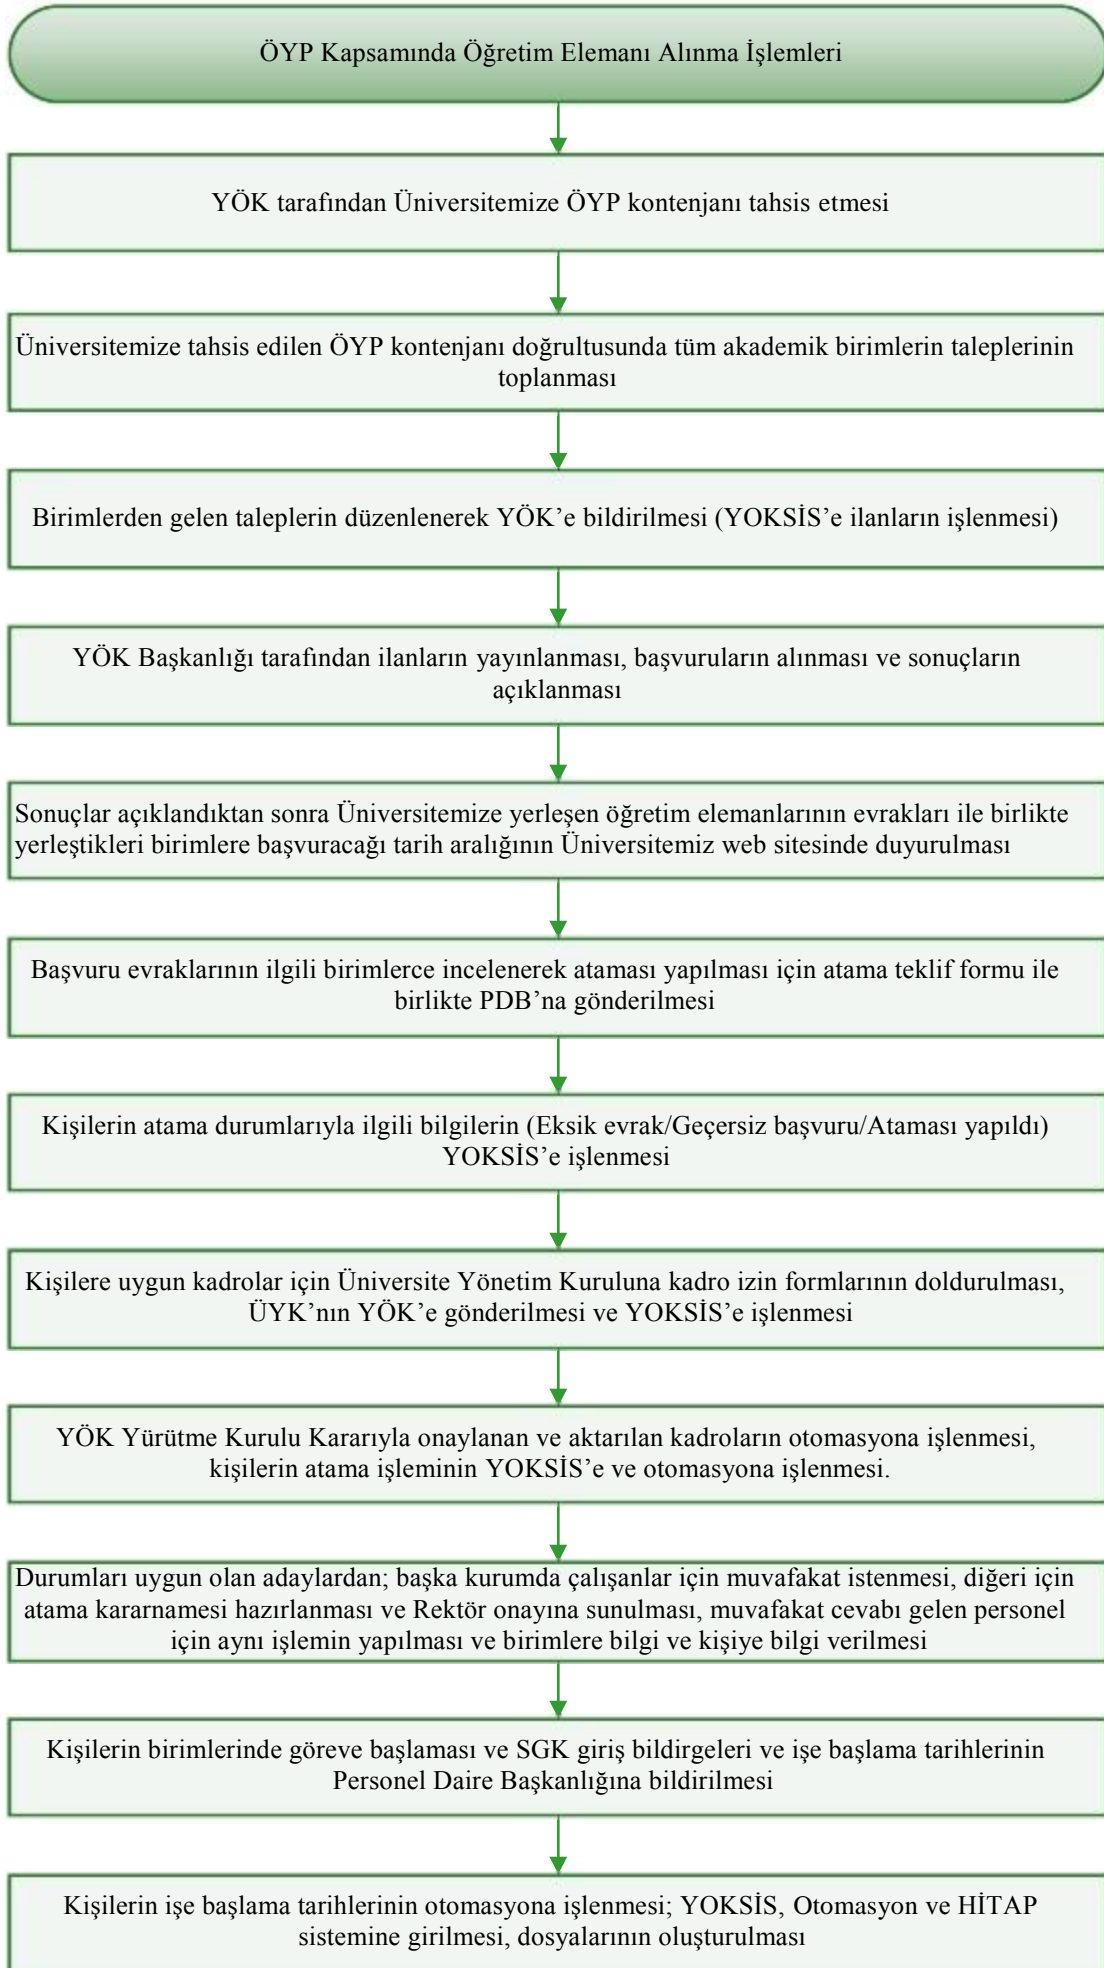 ÖYP Kapsamında Öğretim Elemanı Alınma İşlemleri
YÖK tarafından Üniversitemize ÖYP kontenjanı tahsis etmesi
Üniversitemize tahsis edilen ÖYP kontenjanı doğrultusunda tüm akademik birimlerin taleplerinin
toplanması
Birimlerden gelen taleplerin düzenlenerek YÖK’e bildirilmesi (YOKSİS’e ilanların işlenmesi)
YÖK Başkanlığı tarafından ilanların yayınlanması, başvuruların alınması ve sonuçların
açıklanması
Sonuçlar açıklandıktan sonra Üniversitemize yerleşen öğretim elemanlarının evrakları ile birlikte
yerleştikleri birimlere başvuracağı tarih aralığının Üniversitemiz web sitesinde duyurulması
Başvuru evraklarının ilgili birimlerce incelenerek ataması yapılması için atama teklif formu ile
birlikte PDB’na gönderilmesi
Kişilerin atama durumlarıyla ilgili bilgilerin (Eksik evrak/Geçersiz başvuru/Ataması yapıldı)
YOKSİS’e işlenmesi
Kişilere uygun kadrolar için Üniversite Yönetim Kuruluna kadro izin formlarının doldurulması,
ÜYK’nın YÖK’e gönderilmesi ve YOKSİS’e işlenmesi
YÖK Yürütme Kurulu Kararıyla onaylanan ve aktarılan kadroların otomasyona işlenmesi,
kişilerin atama işleminin YOKSİS’e ve otomasyona işlenmesi.
Durumları uygun olan adaylardan; başka kurumda çalışanlar için muvafakat istenmesi, diğeri için
atama kararnamesi hazırlanması ve Rektör onayına sunulması, muvafakat cevabı gelen personel
için aynı işlemin yapılması ve birimlere bilgi ve kişiye bilgi verilmesi
Kişilerin birimlerinde göreve başlaması ve SGK giriş bildirgeleri ve işe başlama tarihlerinin
Personel Daire Başkanlığına bildirilmesi
Kişilerin işe başlama tarihlerinin otomasyona işlenmesi; YOKSİS, Otomasyon ve HİTAP
sistemine girilmesi, dosyalarının oluşturulması